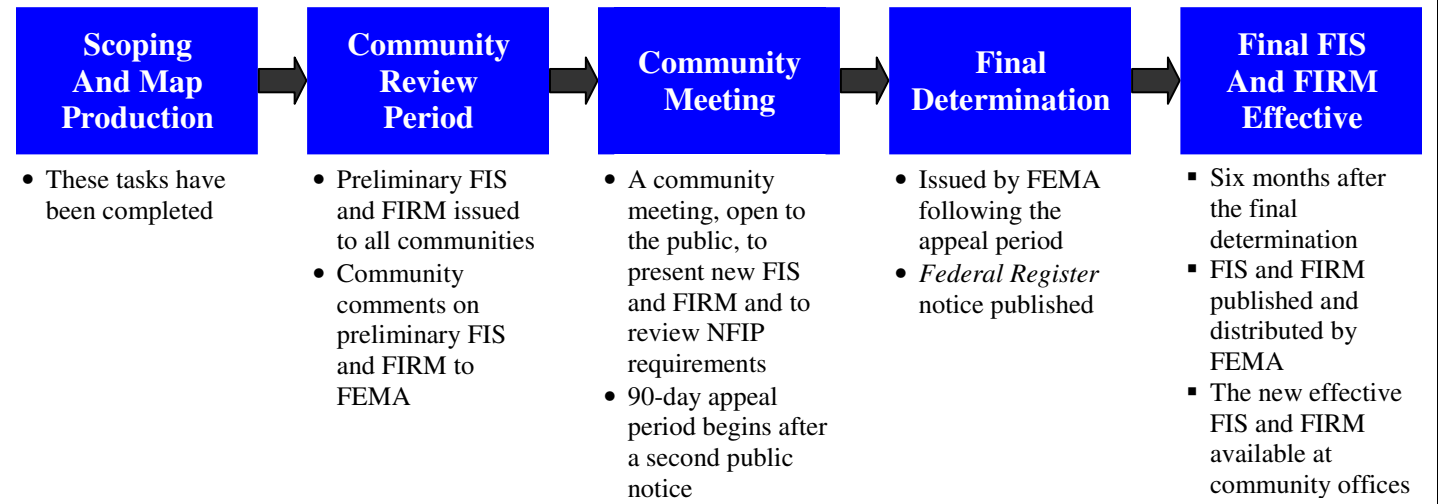 Scoping
And Map
Production
Community
Review
Period
Community
Meeting
Final
Determination
Final FIS
And FIRM
Effective
• These tasks have
been completed
• Preliminary FIS
and FIRM issued
to all communities
• Community
comments on
preliminary FIS
and FIRM to
FEMA
• A community
meeting, open to
the public, to
present new FIS
and FIRM and to
review NFIP
requirements
• 90-day appeal
period begins after
a second public
notice
• Issued by FEMA
following the
appeal period
• Federal Register
notice published
▪ Six months after
the final
determination
▪ FIS and FIRM
published and
distributed by
FEMA
▪ The new effective
FIS and FIRM
available at
community offices